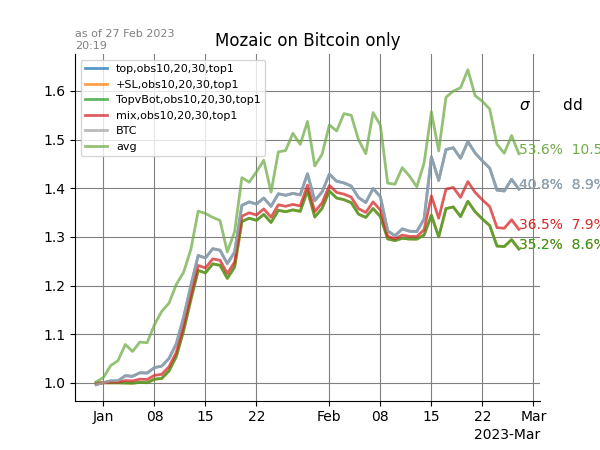 as of 27 Feb 2023
20:19
Mozaic on Bitcoin only
top,obs10,20,30,top1
+SL,obs10,20,30,top1
TopvBot,obs10,20,30,top1
mix,obs10,20,30,top1
BTC
avg
σ dd
53.6% 10.5
40.8% 8.9%
36.5% 7.9%
35.2% 8.6%
1.6
1.5
1.4
1.3
1.2
1.1
1.0
Jan 08 15 22 Feb 08 15 22 Mar
2023-Mar